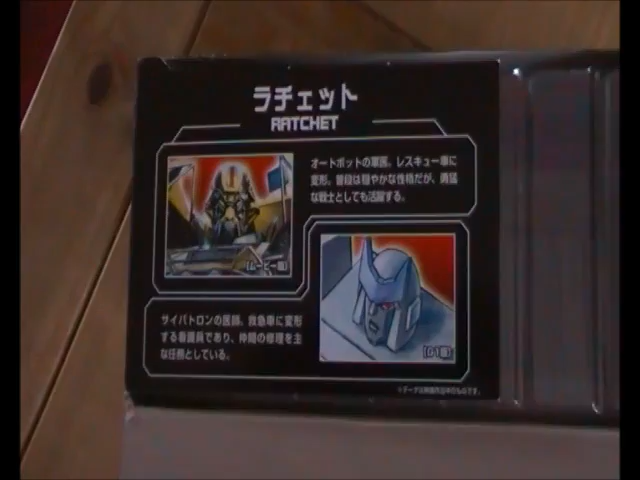 ラチェット
RATCHET
オートボットの軍医。レスキュー車に
変形。普段は穏やかな性格だが、勇猛
な戦士としても活躍する。
[ムービー版]
サイバトロンの医師。救急車に変形
する看護員であり、仲間の修理を主
な任務としている。
[G1版]